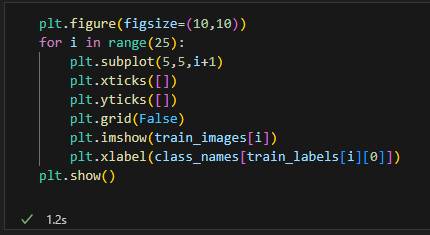 plt.figure(figsize=(10,10))
for i in range(25):
    plt.subplot(5,5,i+1)
    plt.xticks([])
    plt.yticks([])
    plt.grid(False)
    plt.imshow(train_images[i])
    plt.xlabel(class_names[train_labels[i][0]])
plt.show()
1.2s